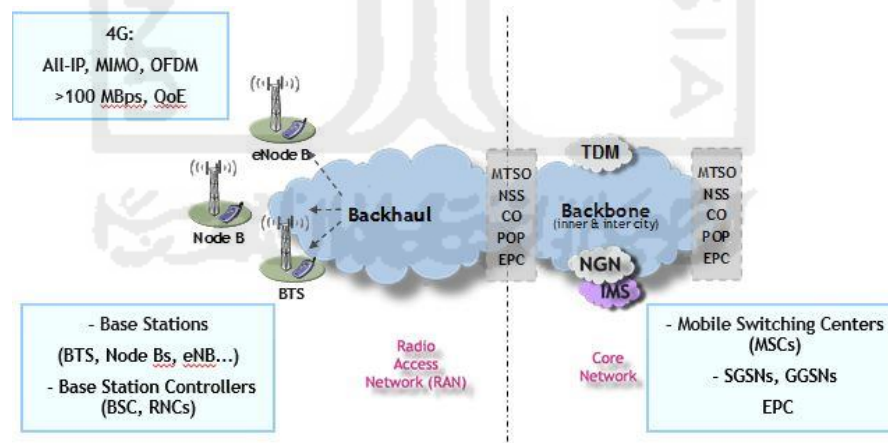 4G:
All-IP, MIMO, OFDM
>100 MBps, QoE
eNode B
Node B
BTS
Backhaul
MTSO
NSS
CO
POP
EPC
TDM
Backbone
(inner & inter city)
NGN
IMS
MTSO
NSS
CO
POP
EPC
- Base Stations
(BTS, Node Bs, eNB...)
- Base Station Controllers
(BSC, RNCs)
Radio
Access
Network (RAN)
Core
Network
- Mobile Switching Centers
(MSCs)
- SGSNs, GGSNs
EPC